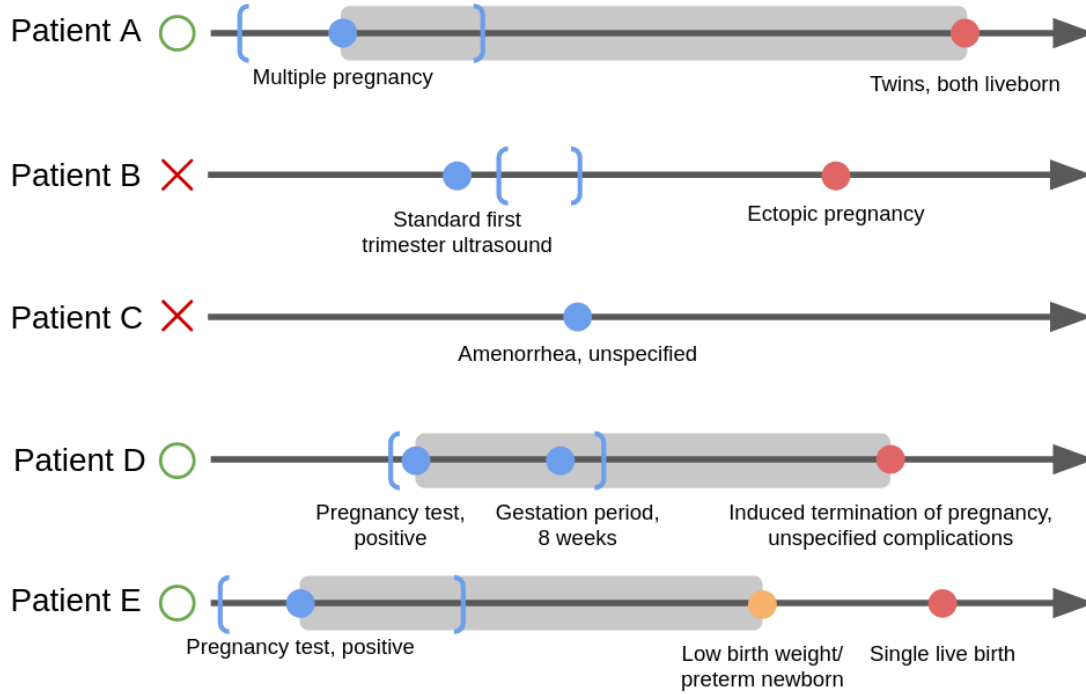 Patient A
Multiple pregnancy
Twins, both liveborn
Patient B
Standard first
trimester ultrasound
Ectopic pregnancy
Patient C
Amenorrhea, unspecified
Patient D
Pregnancy test,
positive
Gestation period,
8 weeks
Induced termination of pregnancy,
unspecified complications
Patient E
Pregnancy test, positive
Low birth weight/
preterm newborn
Single live birth